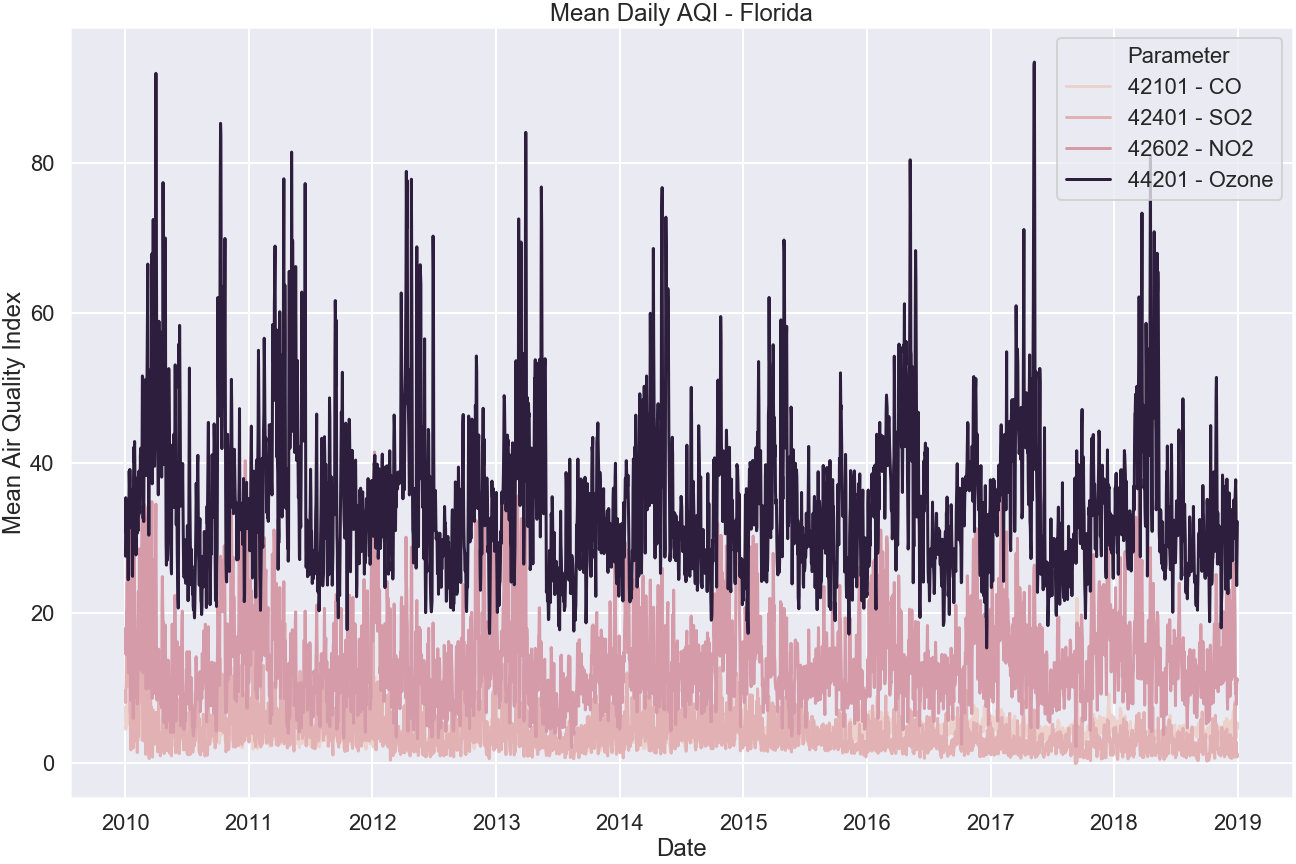 Mean Daily AQI - Florida
Mean Air Quality Index
80
60
40
20
0
Parameter
42101 - CO
42401 - SO2
42602 - NO2
44201 - Ozone
2010 2011 2012 2013 2014 2015 2016 2017 2018 2019
Date